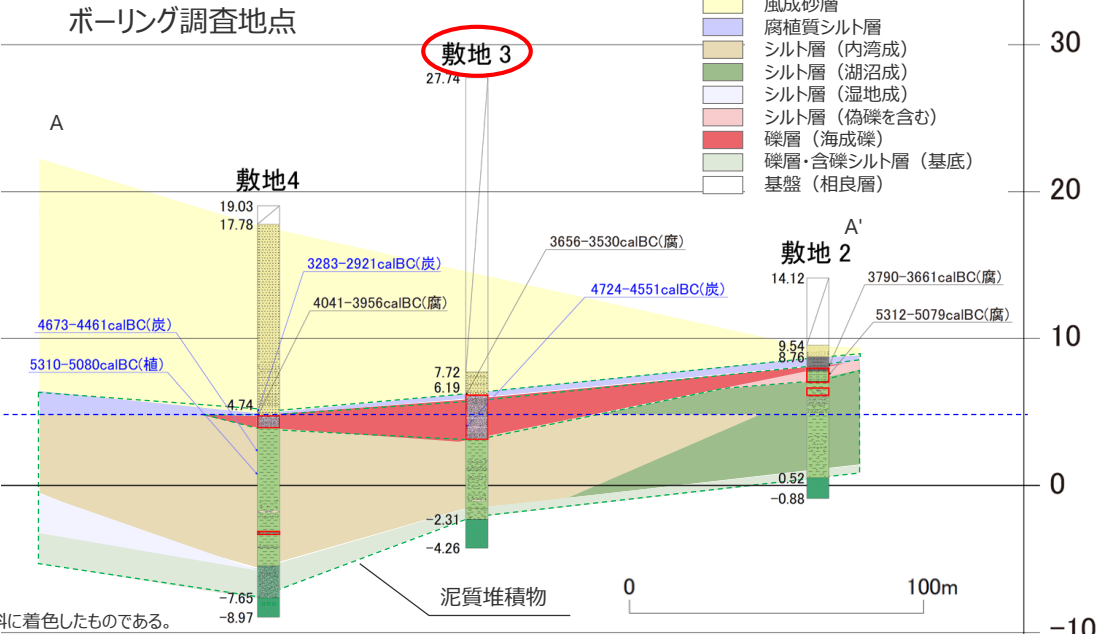 ボーリング調査地点
風成砂層
腐植質シルト層
シルト層（内湾成）
シルト層（湖沼成）
シルト層（湿地成）
シルト層（偽礫を含む）
礫層（海成礫）
礫層・含礫シルト層（基底）
基盤（相良層）
30
20
10
0
-10
A
A'
敷地4
19.03
17.78
4.74
-7.65
-8.97
敷地 3
27.74
7.72
6.19
-2.31
-4.26
敷地 2
14.12
9.54
8.76
0.52
-0.88
3283-2921calBC(炭)
4041-3956calBC(腐)
4673-4461calBC(炭)
5310-5080calBC(植)
3656-3530calBC(腐)
4724-4551calBC(炭)
3790-3661calBC(腐)
5312-5079calBC(腐)
泥質堆積物
0 100m
に着色したものである。